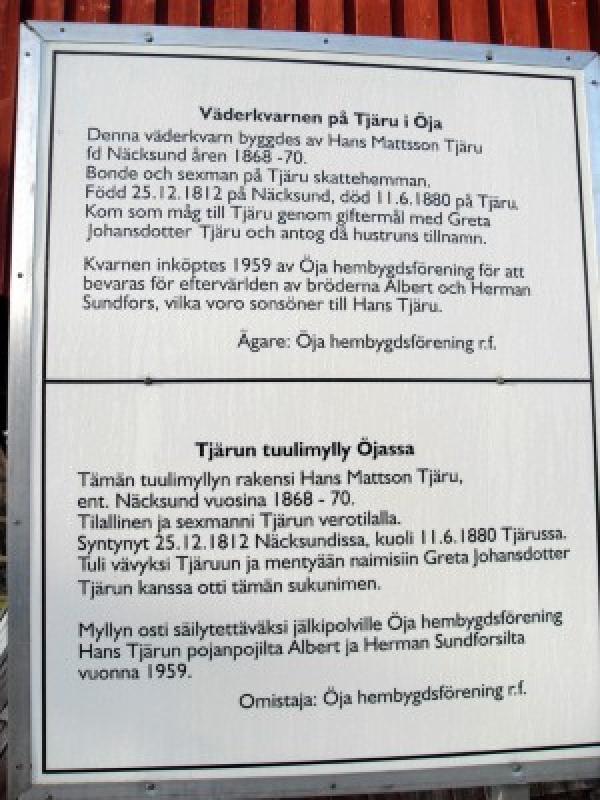 Väderkvarnen på Tjäru i Öja
Denna väderkvarn byggdes av Hans Mattsson Tjäru
fd Näcksund åren 1868 -70.
Bonde och sexman på Tjäru skattehemman.
Född 25.12.1812 på Näcksund, död 11.6.1880 på Tjäru.
Kom som måg till Tjäru genom giftermål med Greta
Johansdotter Tjäru och antog då hustruns tillnamn.
Kvarnen inköptes 1959 av Öja hembygdsförening för att
bevaras för eftervärlden av bröderna Albert och Herman
Sundfors, vilka voro sonsöner till Hans Tjäru.
Ägare: Öja hembygdsförening r.f.
Tjärun tuulimylly Öjassa
Tämän tuulimyllyn rakensi Hans Mattson Tjäru,
ent. Näcksund vuosina 1868 - 70.
Tilallinen ja sexmanni Tjärun verotilalla.
Syntynyt 25.12.1812 Näcksundissa, kuoli 11.6.1880 Tjärussa.
Tuli vävyksi Tjäruun ja mentyään naimisiin Greta Johansdotter
Tjärun kanssa otti tämän sukunimen.
Myllyn osti säilytettäväksi jälkipolville Öja hembygdsförening
Hans Tjärun pojanpojilta Albert ja Herman Sundforsilta
vuonna 1959.
Omistaja: Öja hembygdsförening r.f.